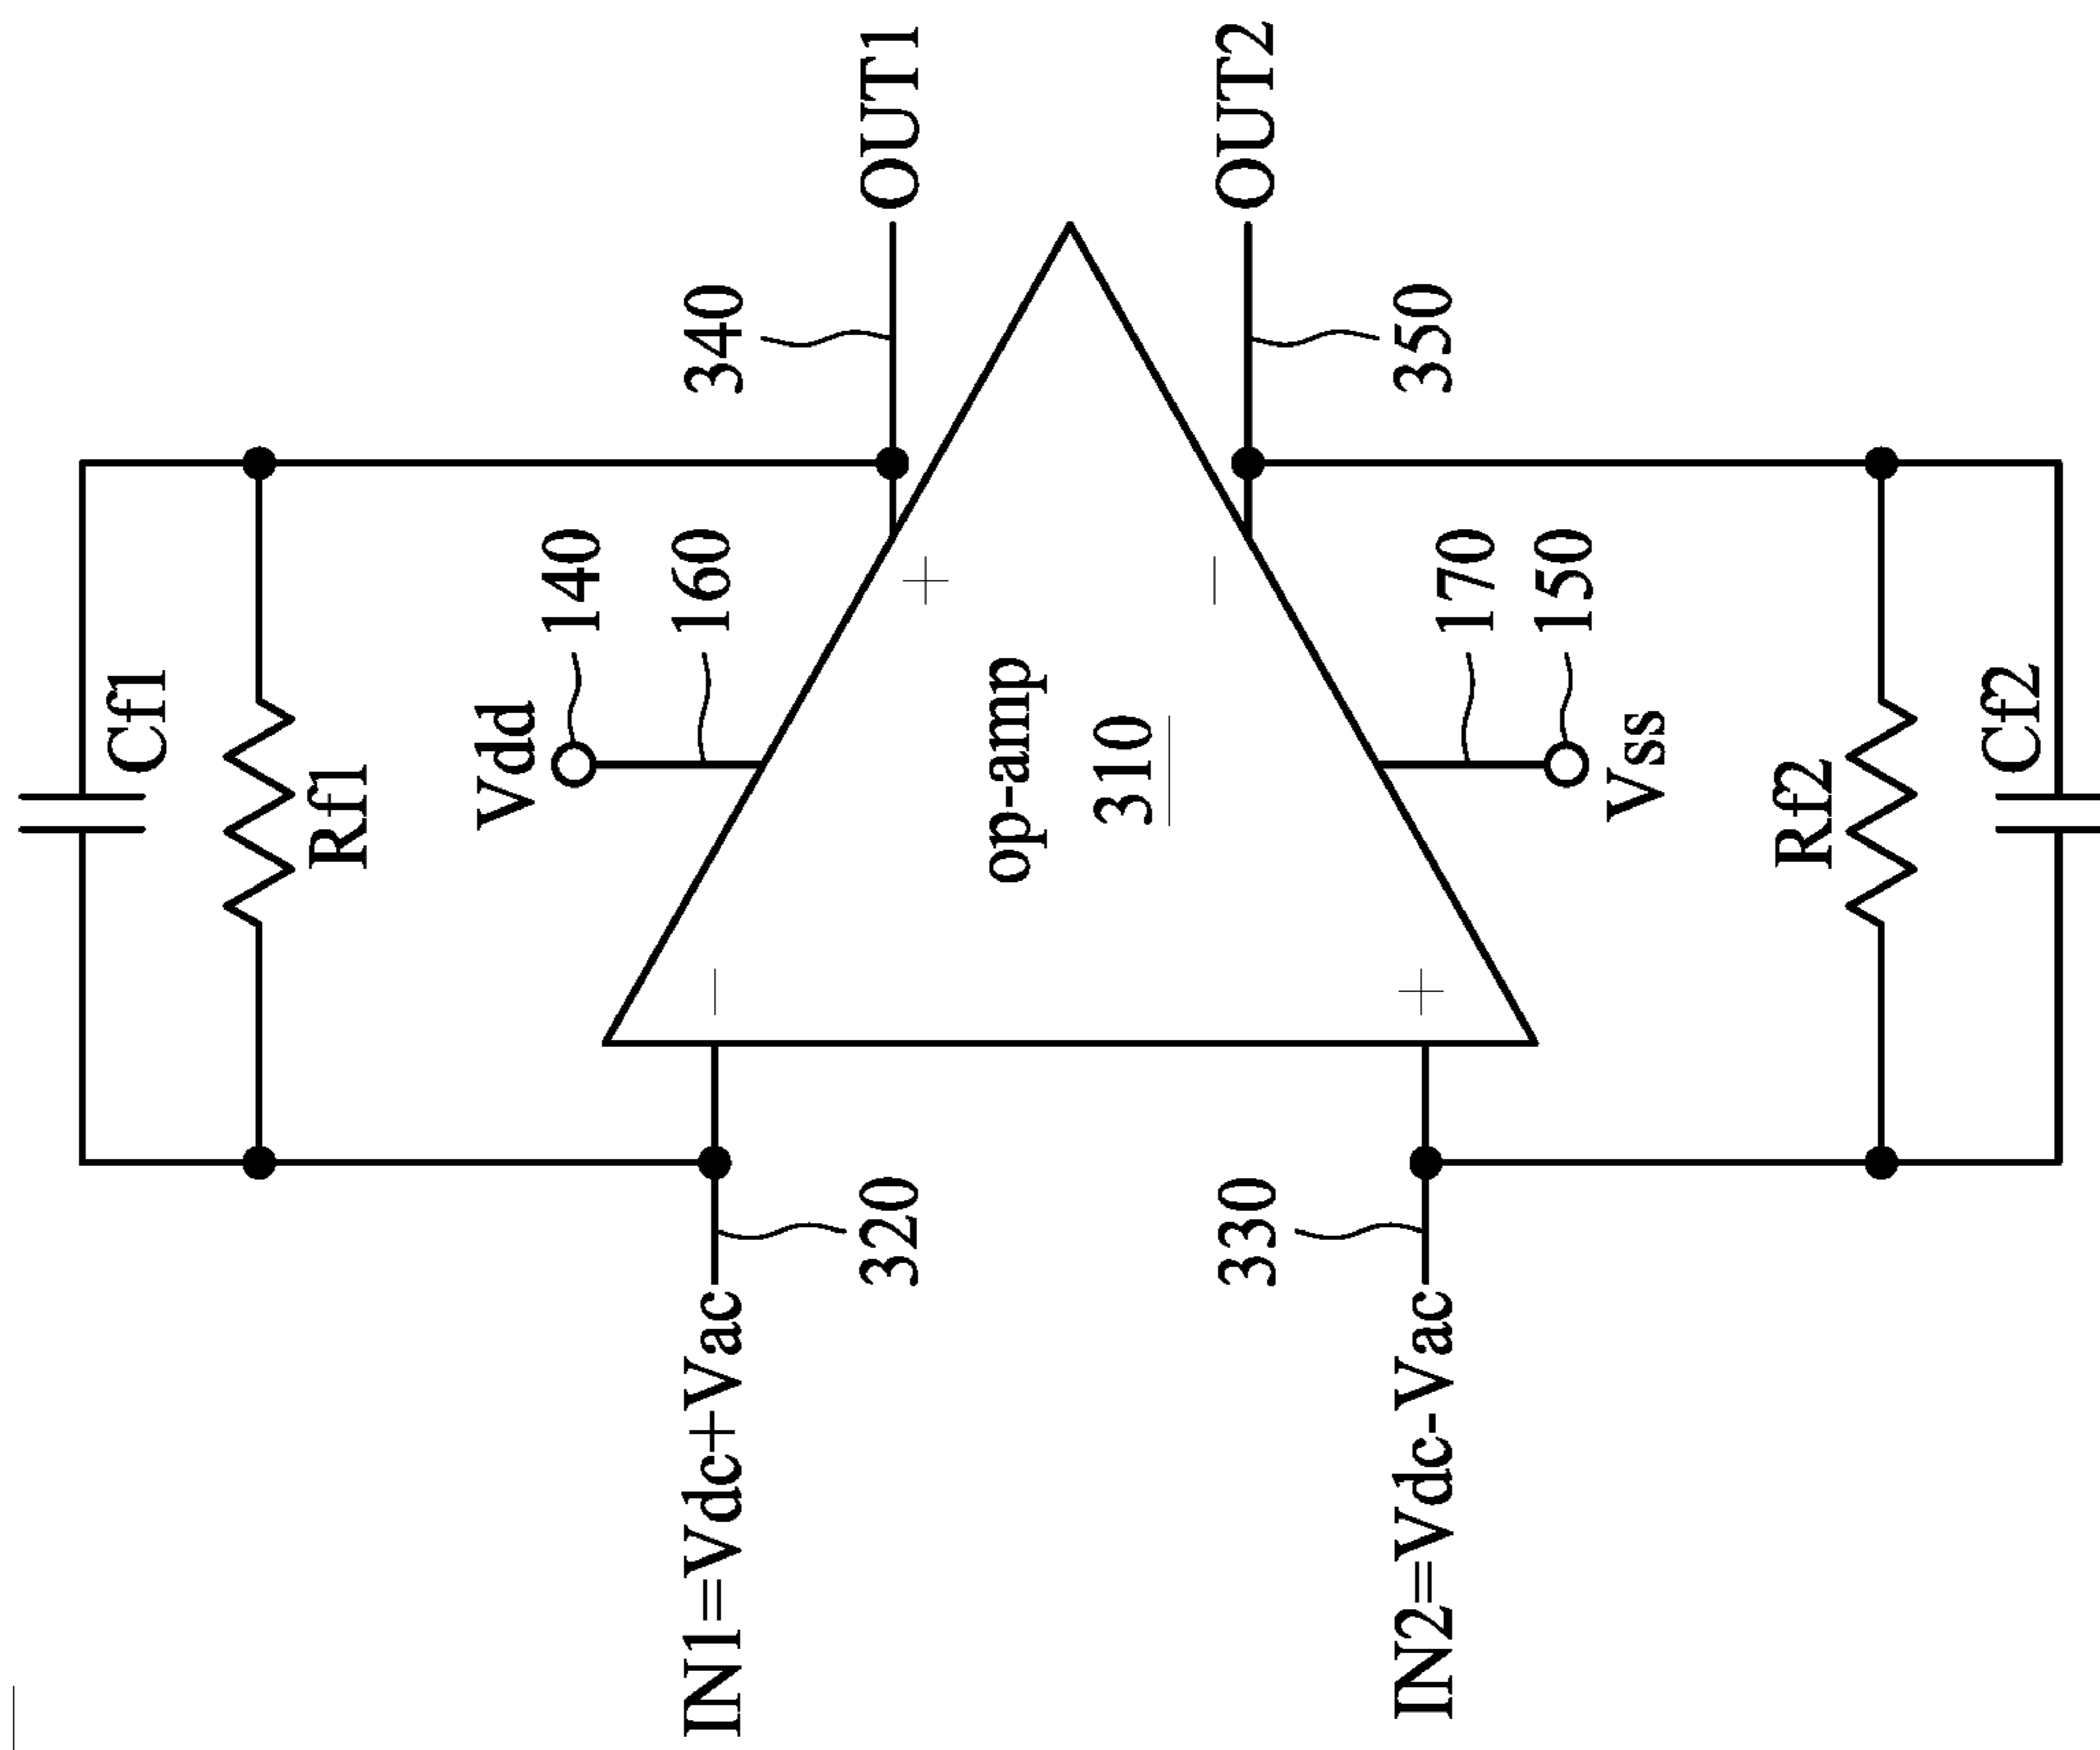 Cf1
Rf1
Vdd
140
160
340
OUT1
IN1=Vdc+Vac
320
−
+
op-amp
310
IN2=Vdc-Vac
330
+
−
350
OUT2
170
150
Vss
Rf2
Cf2